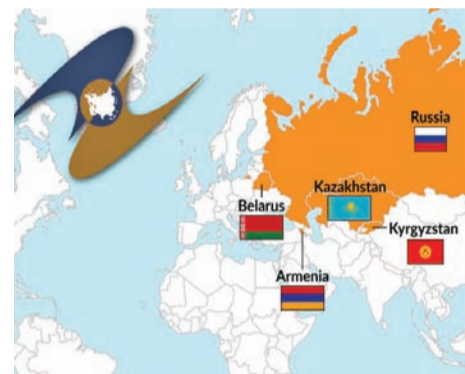 Russia
Kazakhstan
Belarus
Kyrgyzstan
Armenia